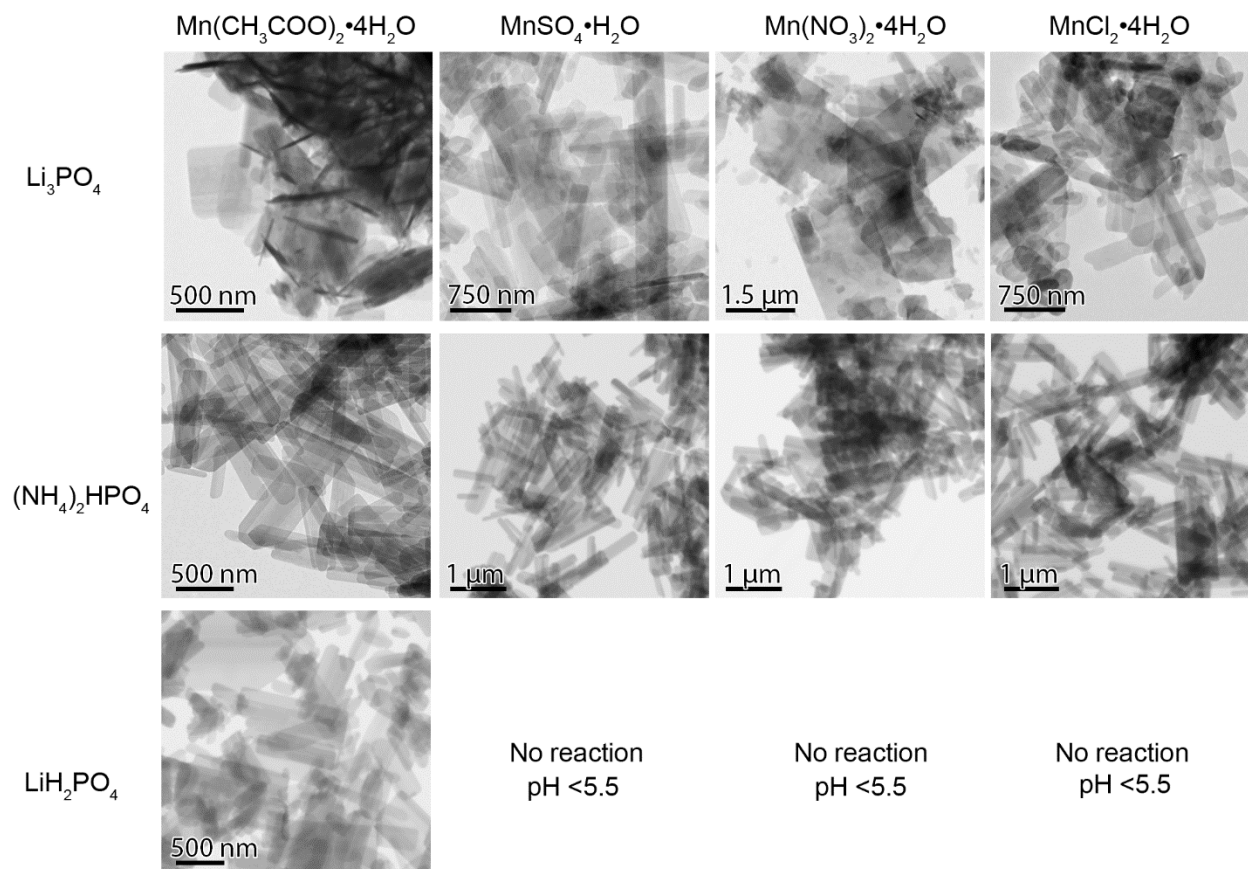 Mn(CH₃COO)₂•4H₂O
MnSO₄•H₂O
Mn(NO₃)₂•4H₂O
MnCl₂•4H₂O
Li₃PO₄
500 nm
750 nm
1.5 µm
750 nm
(NH₄)₂HPO₄
500 nm
1 µm
1 µm
1 µm
LiH₂PO₄
500 nm
No reaction
pH <5.5
No reaction
pH <5.5
No reaction
pH <5.5